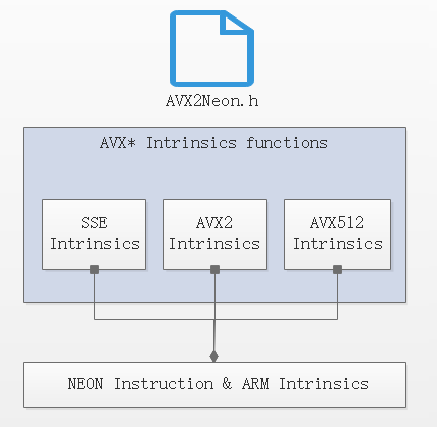 AVX2Neon.h
AVX* Intrinsics functions
SSE
Intrinsics
AVX2
Intrinsics
AVX512
Intrinsics
NEON Instruction & ARM Intrinsics